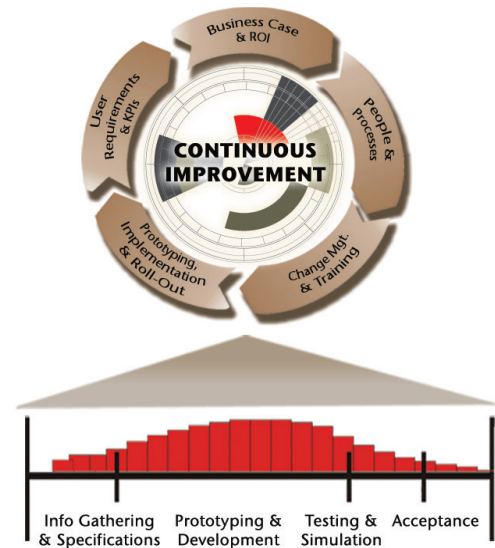 Business Case
& ROI
People &
Processes
Change Mgt.
& Training
Prototyping,
Implementation
& Roll-Out
User
Requirements
& KPIs
CONTINUOUS
IMPROVEMENT
Info Gathering
& Specifications
Prototyping &
Development
Testing &
Simulation
Acceptance